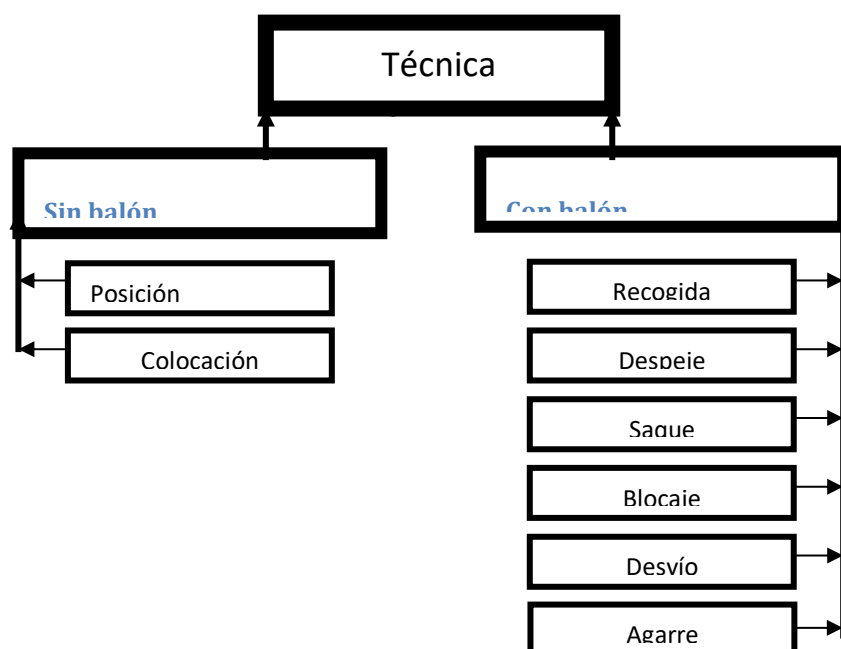 Técnica
Sin balón
Con balón
Posición
Colocación
Recogida
Despeje
Saque
Blocaje
Desvío
Agarre